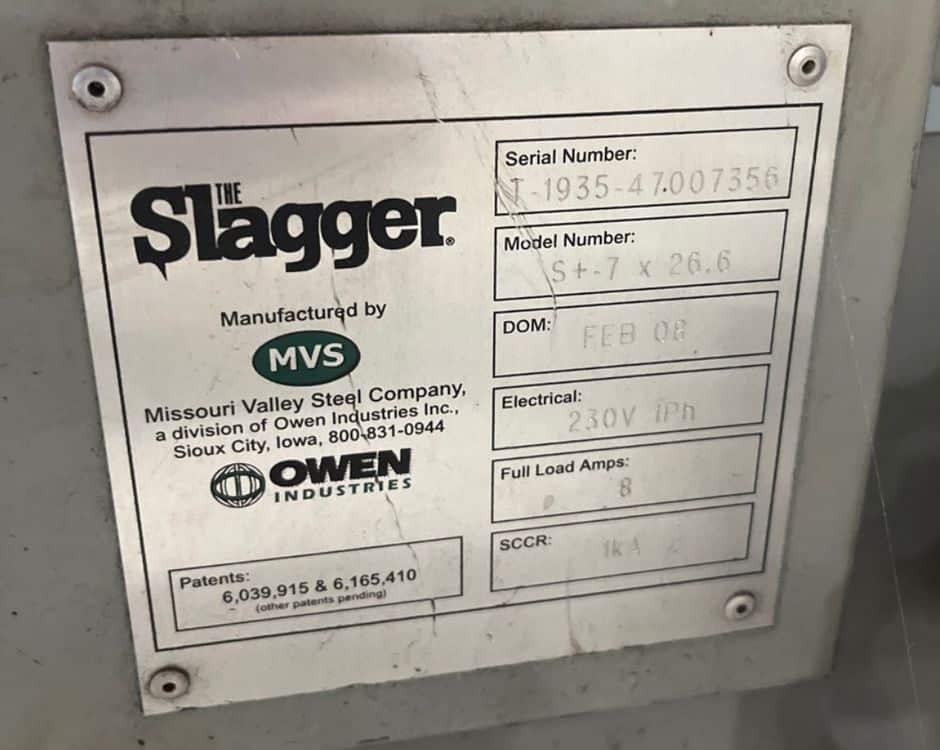 THE
Slagger®
Manufactured by
MVS
Missouri Valley Steel Company,
a division of Owen Industries Inc.,
Sioux City, Iowa, 800-831-0944
OWEN
INDUSTRIES
Patents:
6,039,915 & 6,165,410
(other patents pending)
Serial Number:
T-1935-47.007356
Model Number:
S+-7 x 26.6
DOM:
FEB 08
Electrical:
230V 1Ph
Full Load Amps:
8
SCCR:
1kA